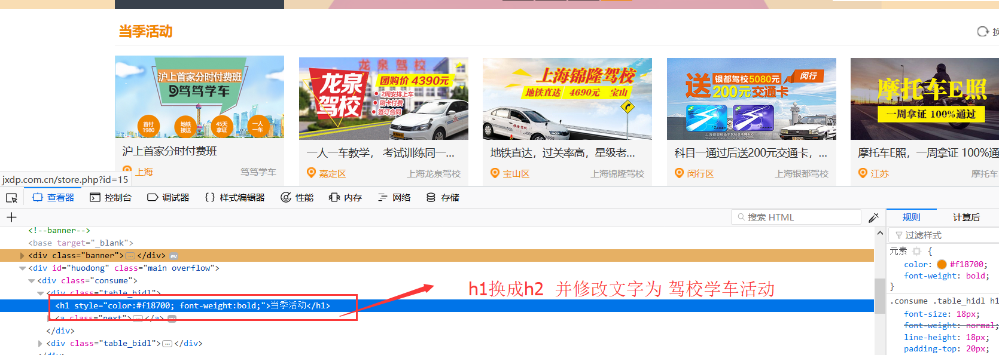 当季活动
换
沪上首家分时付费班
笃笃学车
首付
1980
地铁
接送
45天
拿证
一人
一车
沪上首家分时付费班
上海
笃笃学车
龙泉驾校
龙泉
驾校
团购价 4390元
2周安排上车
刷卡付费
签订合同
一人一车教学， 考试训练同一...
嘉定区
上海龙泉驾校
上海锦隆驾校
地铁直达 4690元 宝山
地铁直达，过关率高，星级老...
宝山区
上海锦隆驾校
送
银都驾校5080元
200元交通卡
闵行
科目一通过后送200元交通卡，...
闵行区
上海银都驾校
摩托车E照
一周拿证 100%通过
摩托车E照，一周拿证 100%通
江苏
摩托车
jxdp.com.cn/store.php?id=15
查看器
控制台
调试器
{} 样式编辑器
性能
内存
网络
存储
+
搜索 HTML
规则
计算后
过滤样式
<!--banner-->
<base target="_blank">
<div class="banner">…</div> ev
<div id="huodong" class="main overflow">
<div class="consume">
<div class="table_hidl">
<h1 style="color:#f18700; font-weight:bold;">当季活动</h1>
<a class="next">…</a>
</div>
<div class="table_bidl">…</div>
</div>
h1换成h2 并修改文字为 驾校学车活动
元素 {
color: #f18700;
font-weight: bold;
}
.consume .table_hidl h1
font-size: 18px;
font-weight: normal;
line-height: 18px;
padding-top: 20px;